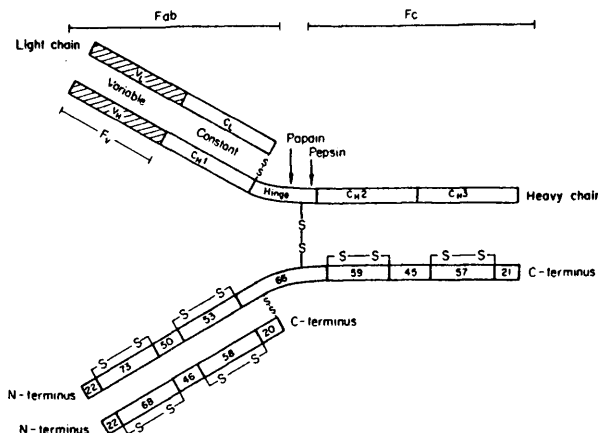 Fab Fc
Light chain
V_L
Variable
C_L
V_H
Constant
F_v
C_H1
S
S
Papain
Pepsin
Hinge
C_H2
C_H3
Heavy chain
S
S
S—S
S—S
66
59
45
57
21
C-terminus
S—S
S—S
53
50
73
22
N-terminus
S S
C-terminus
20
58
46
68
22
S—S
S—S
N-terminus